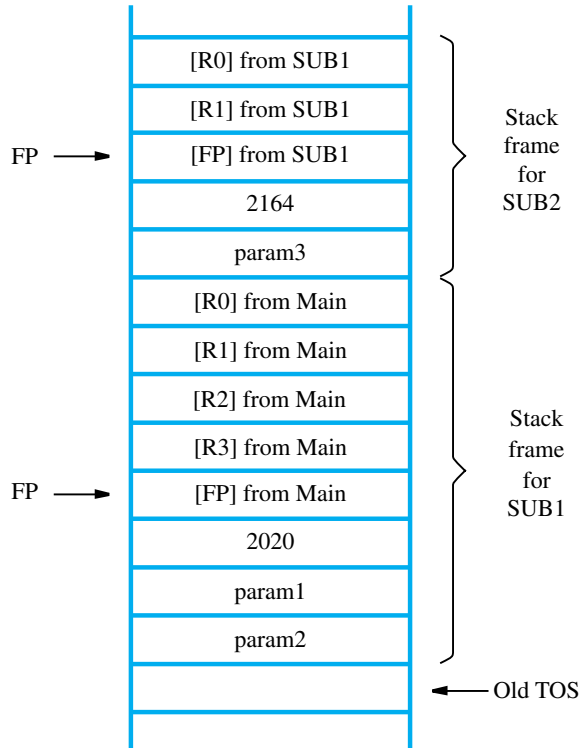 [R0] from SUB1
[R1] from SUB1
FP
[FP] from SUB1
2164
param3
Stack
frame
for
SUB2
[R0] from Main
[R1] from Main
[R2] from Main
[R3] from Main
FP
[FP] from Main
2020
param1
param2
Stack
frame
for
SUB1
Old TOS